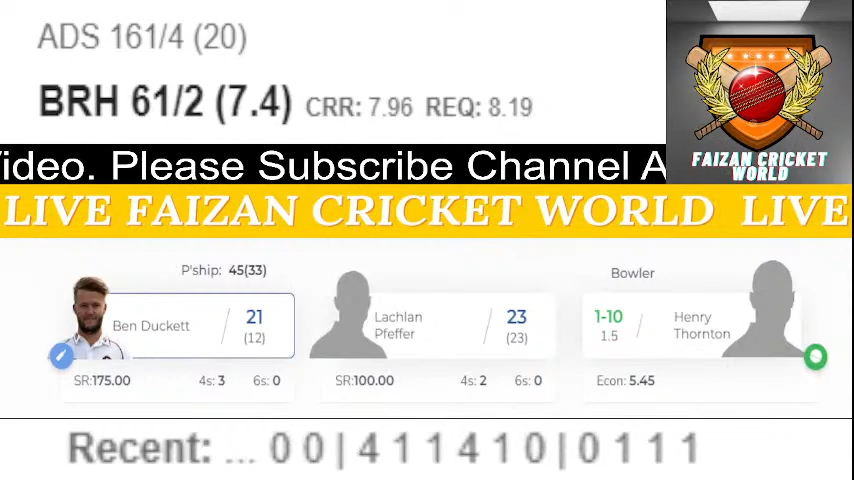 ADS 161/4 (20)
BRH 61/2 (7.4) CRR: 7.96 REQ: 8.19
FAIZAN CRICKET
WORLD
Video. Please Subscribe Channel A
LIVE FAIZAN CRICKET WORLD LIVE
P'ship: 45(33)
Bowler
Ben Duckett
21
(12)
Lachlan
Pfeffer
23
(23)
1-10
1.5
Henry
Thornton
SR:175.00 4s: 3 6s: 0
SR:100.00 4s: 2 6s: 0
Econ: 5.45
Recent: ... 0 0 | 4 1 1 4 1 0 | 0 1 1 1